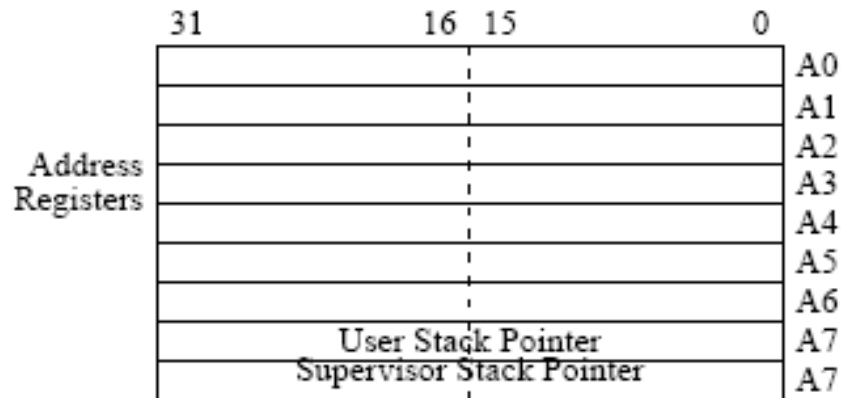 31 16 15 0
A0
A1
A2
Address
Registers A3
A4
A5
A6
User Stack Pointer A7
Supervisor Stack Pointer A7